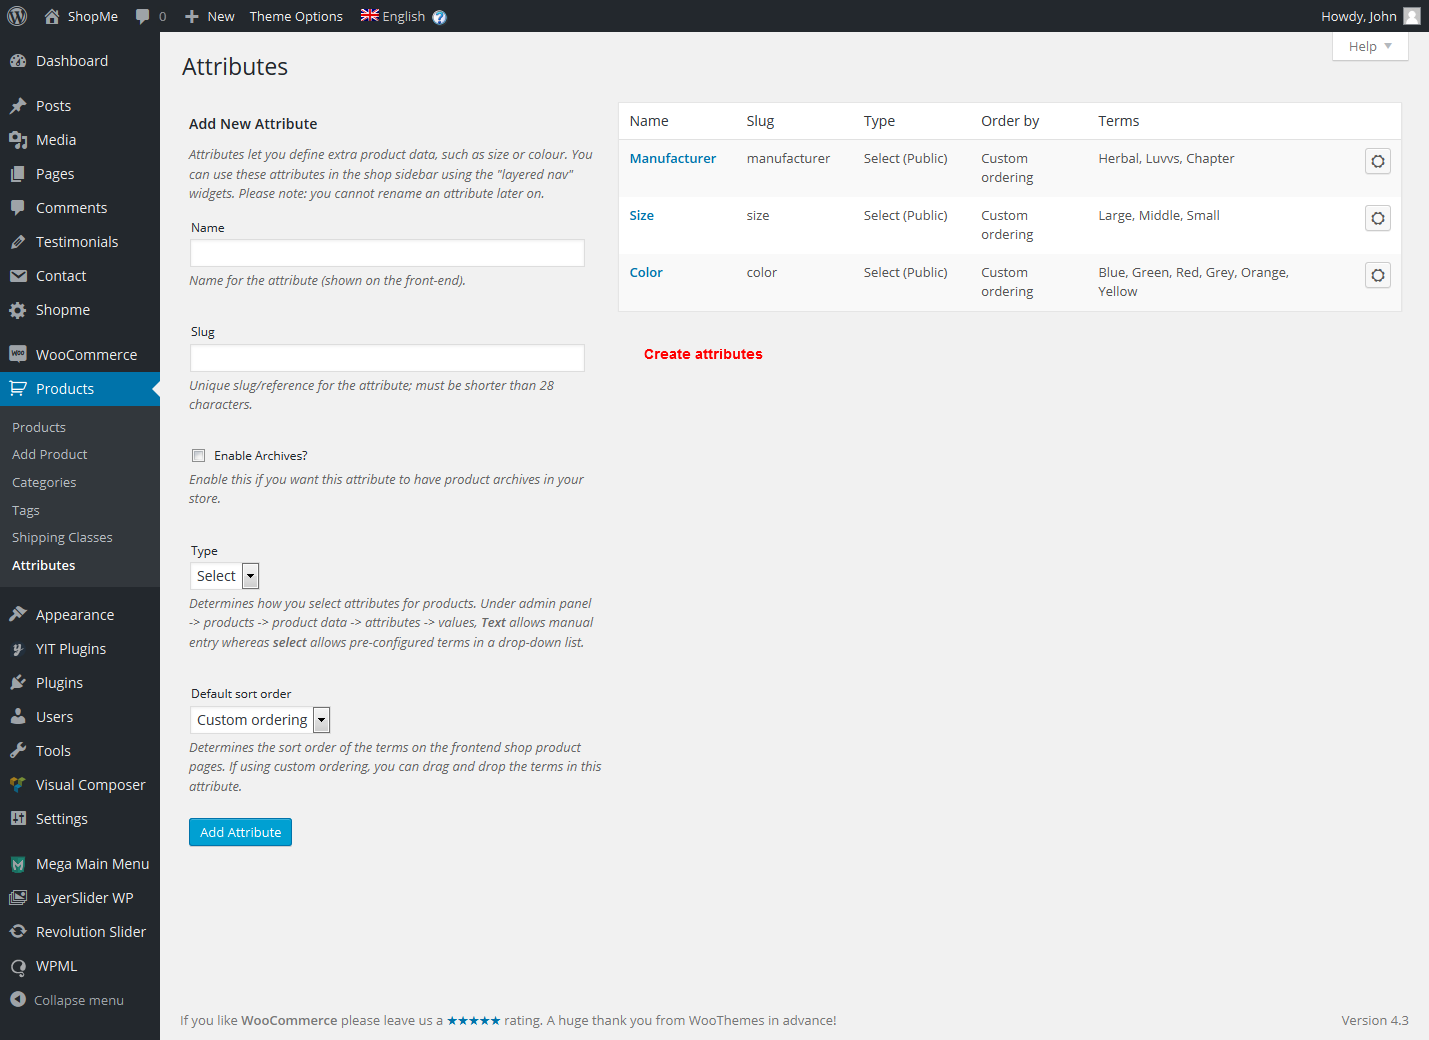 ShopMe 0 New Theme Options English Howdy, John
Help
Dashboard
Posts
Media
Pages
Comments
Testimonials
Contact
Shopme
WooCommerce
Products
Products
Add Product
Categories
Tags
Shipping Classes
Attributes
Appearance
YIT Plugins
Plugins
Users
Tools
Visual Composer
Settings
Mega Main Menu
LayerSlider WP
Revolution Slider
WPML
Collapse menu
Attributes
Add New Attribute
Attributes let you define extra product data, such as size or colour. You
can use these attributes in the shop sidebar using the "layered nav"
widgets. Please note: you cannot rename an attribute later on.
Name
Name for the attribute (shown on the front-end).
Slug
Unique slug/reference for the attribute; must be shorter than 28
characters.
Enable Archives?
Enable this if you want this attribute to have product archives in your
store.
Type
Select
Determines how you select attributes for products. Under admin panel
-> products -> product data -> attributes -> values, Text allows manual
entry whereas select allows pre-configured terms in a drop-down list.
Default sort order
Custom ordering
Determines the sort order of the terms on the frontend shop product
pages. If using custom ordering, you can drag and drop the terms in this
attribute.
Add Attribute
Name Slug Type Order by Terms
Manufacturer manufacturer Select (Public) Custom Herbal, Luvvs, Chapter
ordering
Size size Select (Public) Custom Large, Middle, Small
ordering
Color color Select (Public) Custom Blue, Green, Red, Grey, Orange,
ordering Yellow
Create attributes
If you like WooCommerce please leave us a ★★★★★ rating. A huge thank you from WooThemes in advance! Version 4.3